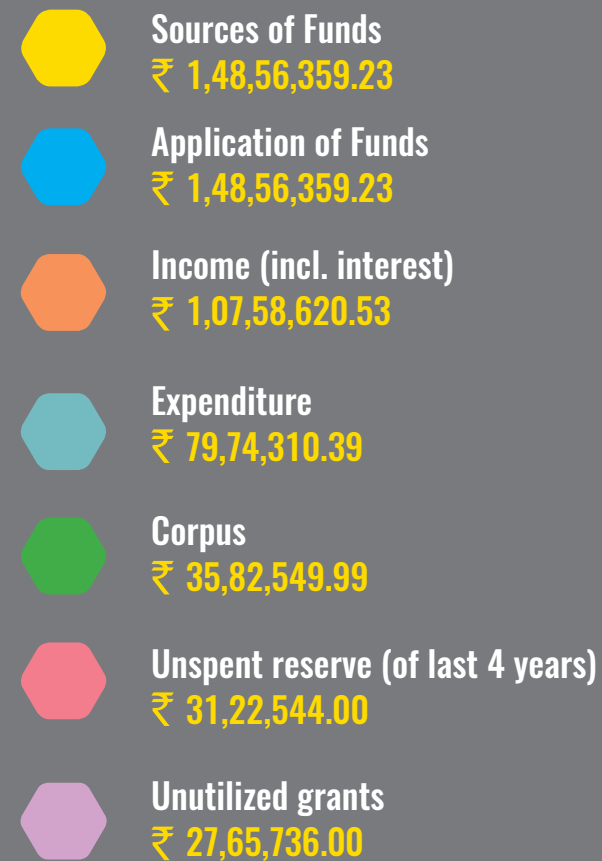 Sources of Funds
₹ 1,48,56,359.23
Application of Funds
₹ 1,48,56,359.23
Income (incl. interest)
₹ 1,07,58,620.53
Expenditure
₹ 79,74,310.39
Corpus
₹ 35,82,549.99
Unspent reserve (of last 4 years)
₹ 31,22,544.00
Unutilized grants
₹ 27,65,736.00